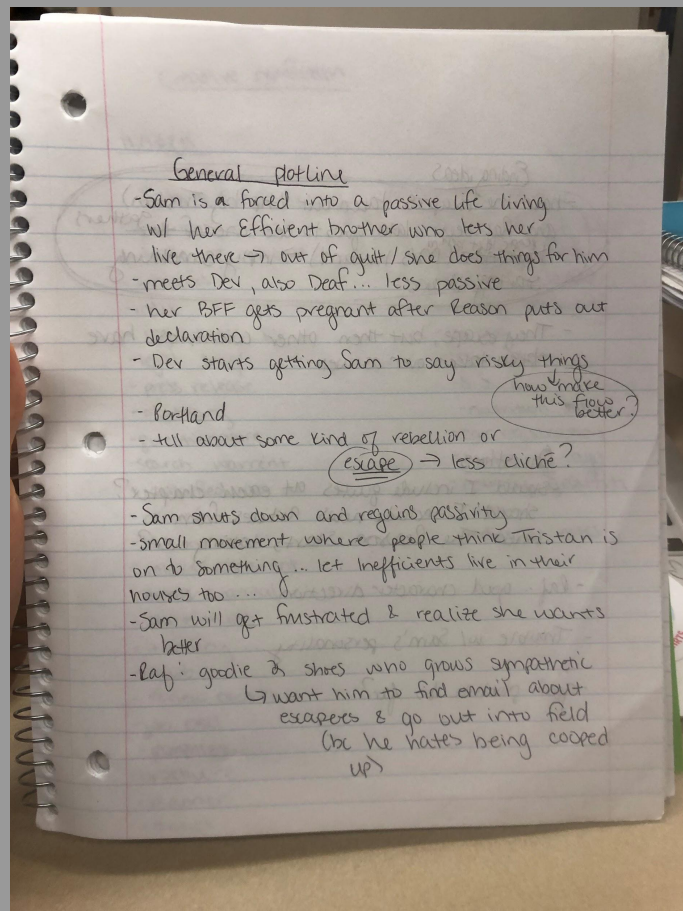 General plotline
- Sam is a forced into a passive life living
w/ her Efficient brother who lets her
live there → out of guilt / she does things for him
- meets Dev, also Deaf... less passive
- her BFF gets pregnant after Reason puts out
declaration
- Dev starts getting Sam to say risky things
how make
this flow
better?
- Portland
- tell about some kind of rebellion or
escape → less cliché?
- Sam shuts down and regains passivity
- small movement where people think Tristan is
on to something... let Inefficients live in their
houses too ...
- Sam will get frustrated & realize she wants
better
- Raf: goodie 2 shoes who grows sympathetic
↳ want him to find email about
escapees & go out into field
(bc he hates being cooped
up)